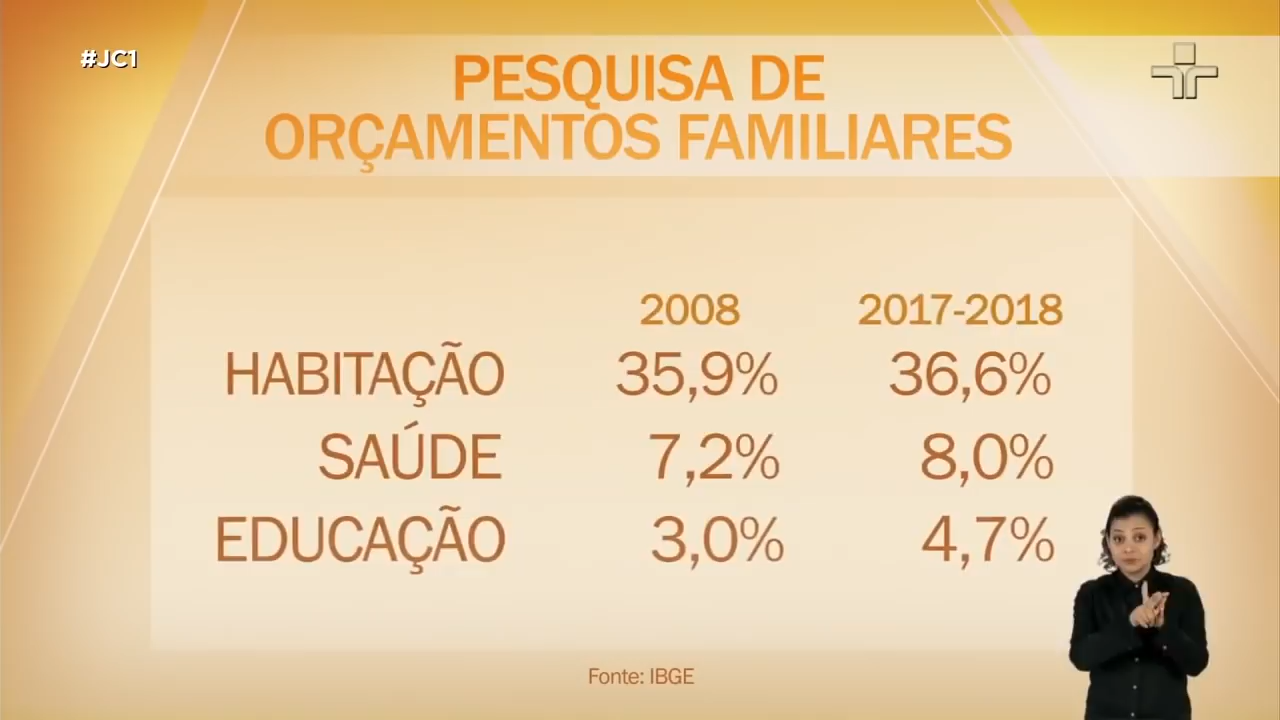 #JC1
PESQUISA DE
ORÇAMENTOS FAMILIARES
2008 2017-2018
HABITAÇÃO 35,9% 36,6%
SAÚDE 7,2% 8,0%
EDUCAÇÃO 3,0% 4,7%
Fonte: IBGE